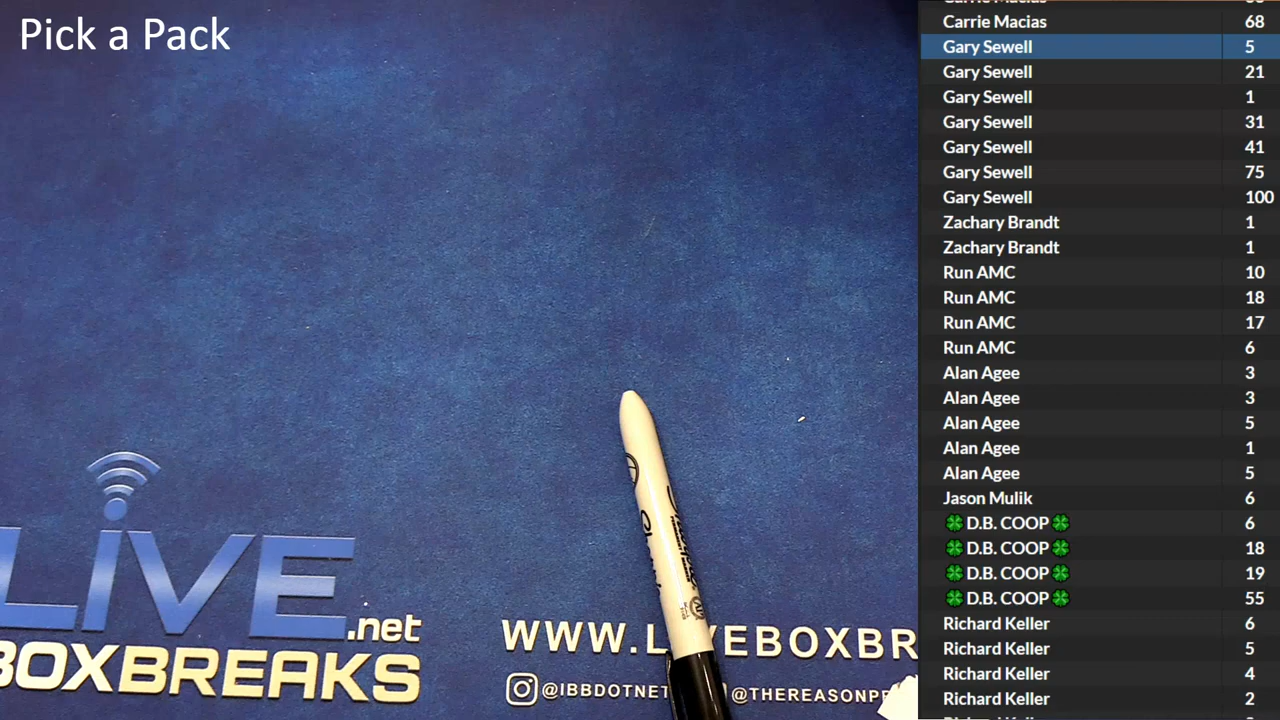 Pick a Pack
Carrie Macias 68
Gary Sewell 5
Gary Sewell 21
Gary Sewell 1
Gary Sewell 31
Gary Sewell 41
Gary Sewell 75
Gary Sewell 100
Zachary Brandt 1
Zachary Brandt 1
Run AMC 10
Run AMC 18
Run AMC 17
Run AMC 6
Alan Agee 3
Alan Agee 3
Alan Agee 5
Alan Agee 1
Alan Agee 5
Jason Mulik 6
🍀 D.B. COOP 🍀 6
🍀 D.B. COOP 🍀 18
🍀 D.B. COOP 🍀 19
🍀 D.B. COOP 🍀 55
Richard Keller 6
Richard Keller 5
Richard Keller 4
Richard Keller 2
LIVE.net
BOXBREAKS
WWW.LIVEBOXBR
@IBBDOTNET @THEREASONPR